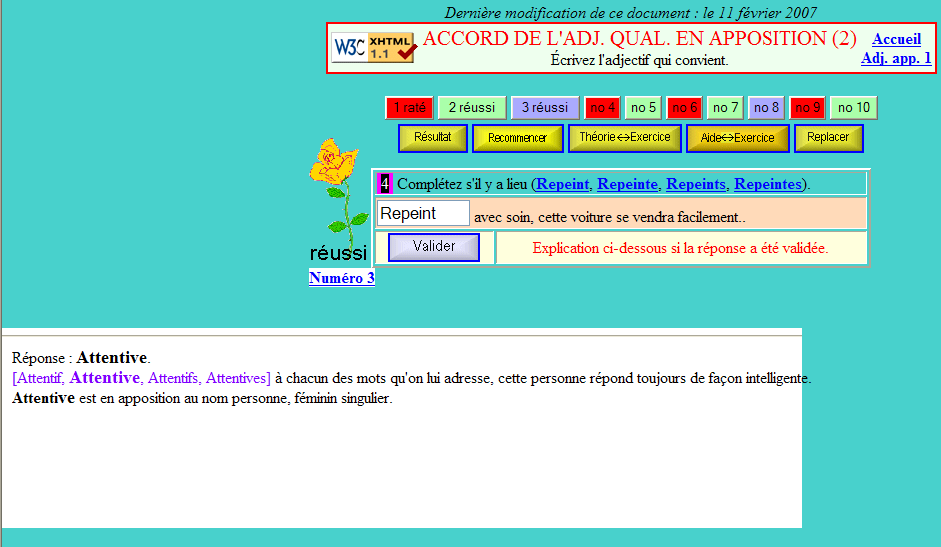 Dernière modification de ce document : le 11 février 2007
W3C XHTML 1.1
ACCORD DE L'ADJ. QUAL. EN APPOSITION (2)
Écrivez l'adjectif qui convient.
Accueil
Adj. app. 1
1 raté 2 réussi 3 réussi no 4 no 5 no 6 no 7 no 8 no 9 no 10
Résultat Recommencer Théorie<->Exercice Aide<->Exercice Replacer
4 Complétez s'il y a lieu (Repeint, Repeinte, Repeints, Repeintes).
Repeint avec soin, cette voiture se vendra facilement..
Valider Explication ci-dessous si la réponse a été validée.
réussi
Numéro 3
Réponse : Attentive.
[Attentif, Attentive, Attentifs, Attentives] à chacun des mots qu'on lui adresse, cette personne répond toujours de façon intelligente.
Attentive est en apposition au nom personne, féminin singulier.